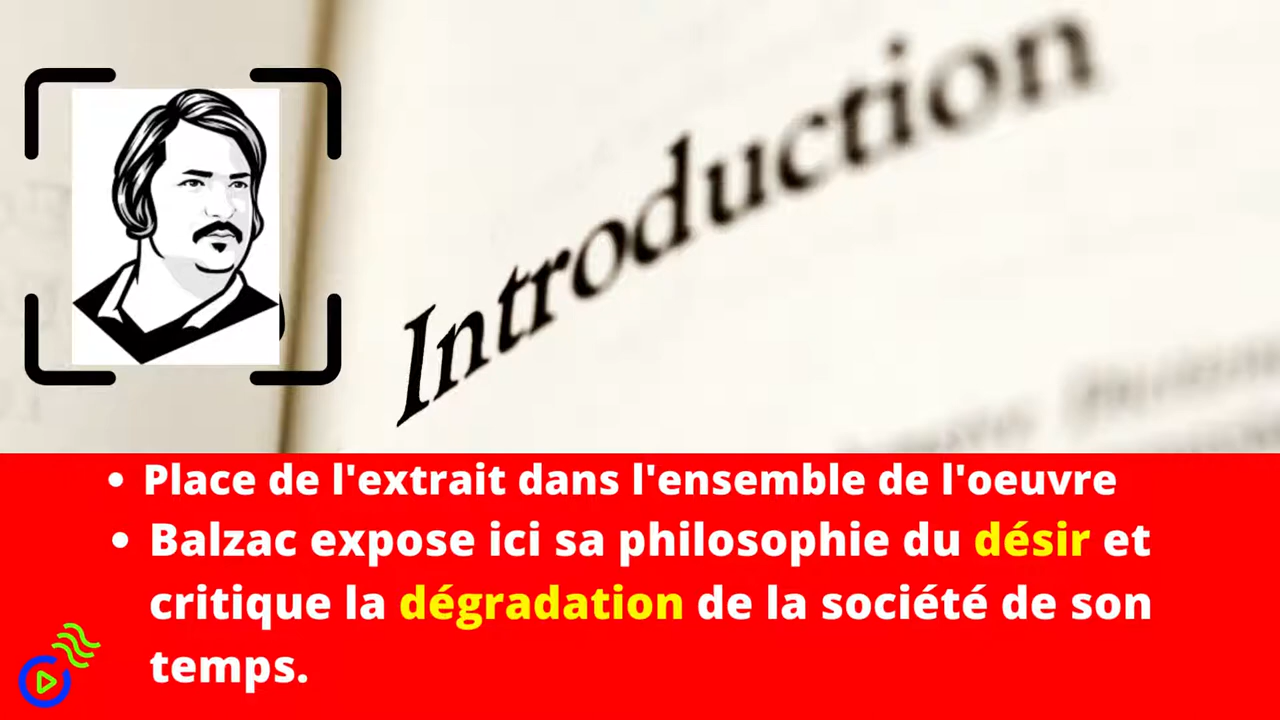 Introduction
• Place de l'extrait dans l'ensemble de l'oeuvre
• Balzac expose ici sa philosophie du désir et
critique la dégradation de la société de son
temps.